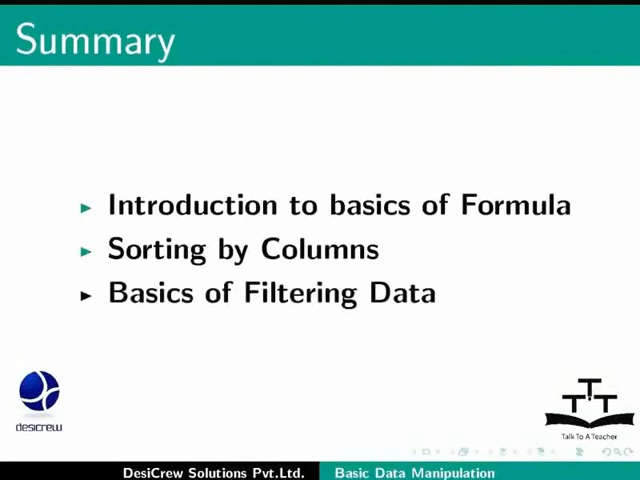 Summary
Introduction to basics of Formula
Sorting by Columns
Basics of Filtering Data
desicrew
TTT
Talk To A Teacher
DesiCrew Solutions Pvt.Ltd.
Basic Data Manipulation